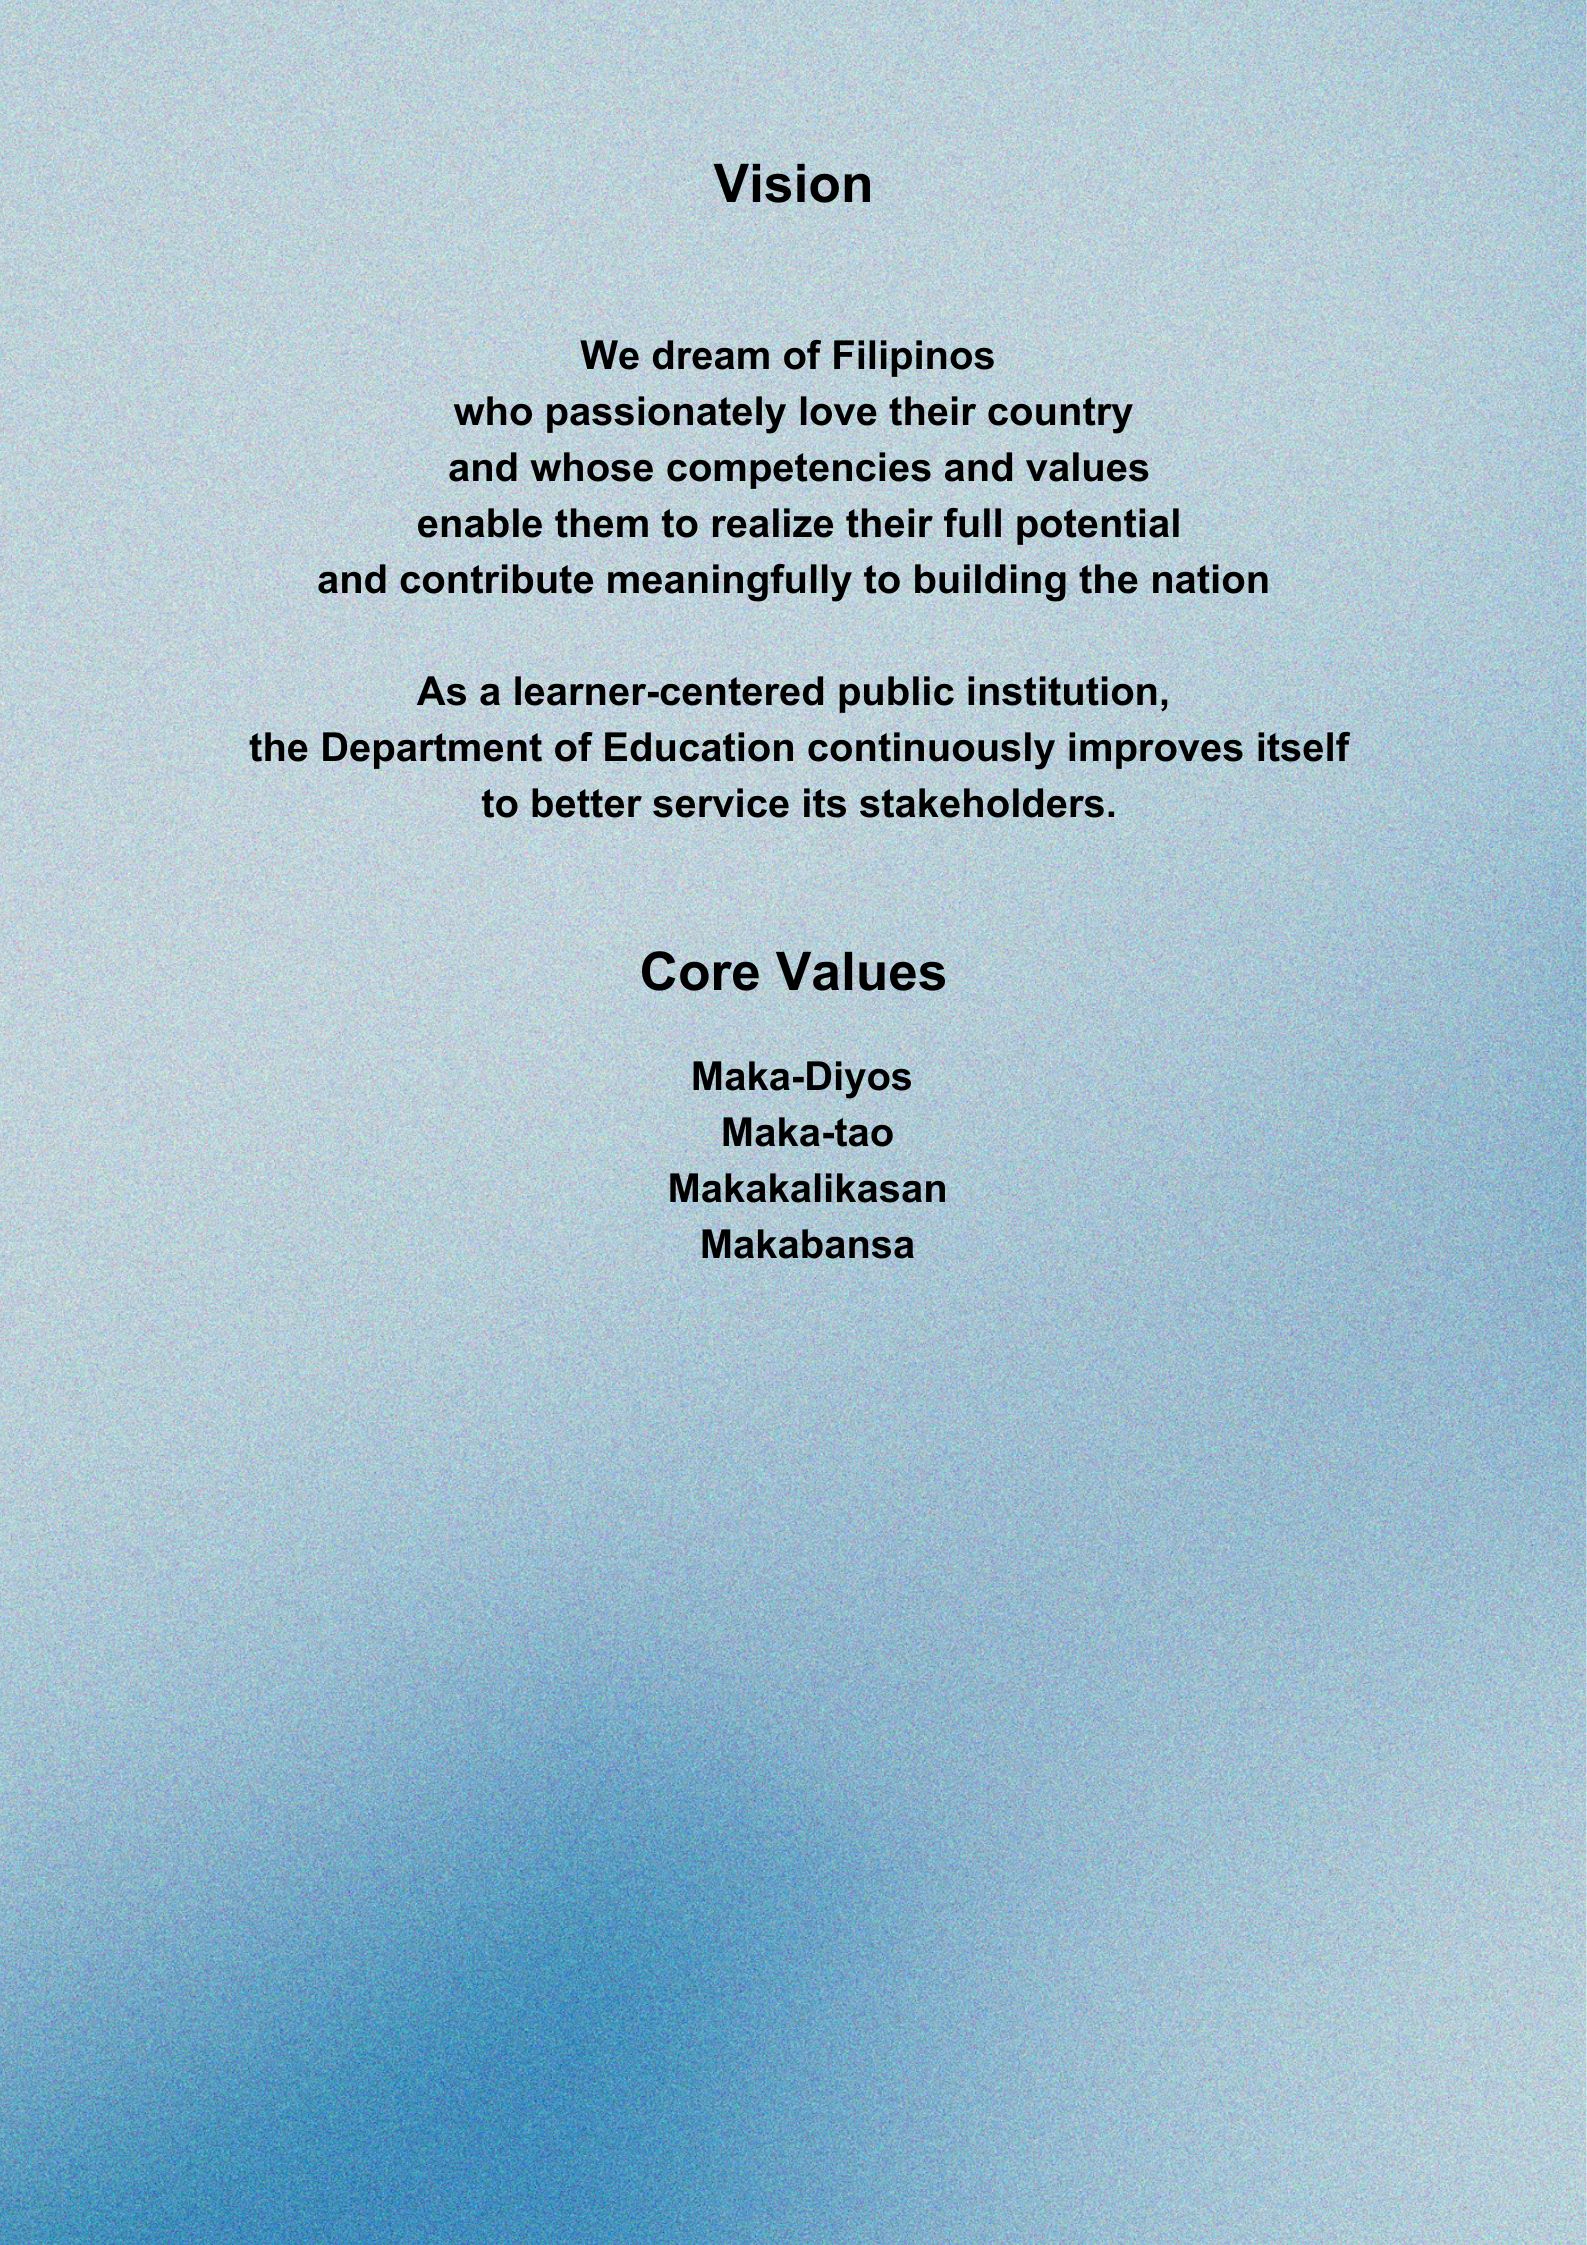 Vision
We dream of Filipinos
who passionately love their country
and whose competencies and values
enable them to realize their full potential
and contribute meaningfully to building the nation
As a learner-centered public institution,
the Department of Education continuously improves itself
to better service its stakeholders.
Core Values
Maka-Diyos
Maka-tao
Makakalikasan
Makabansa